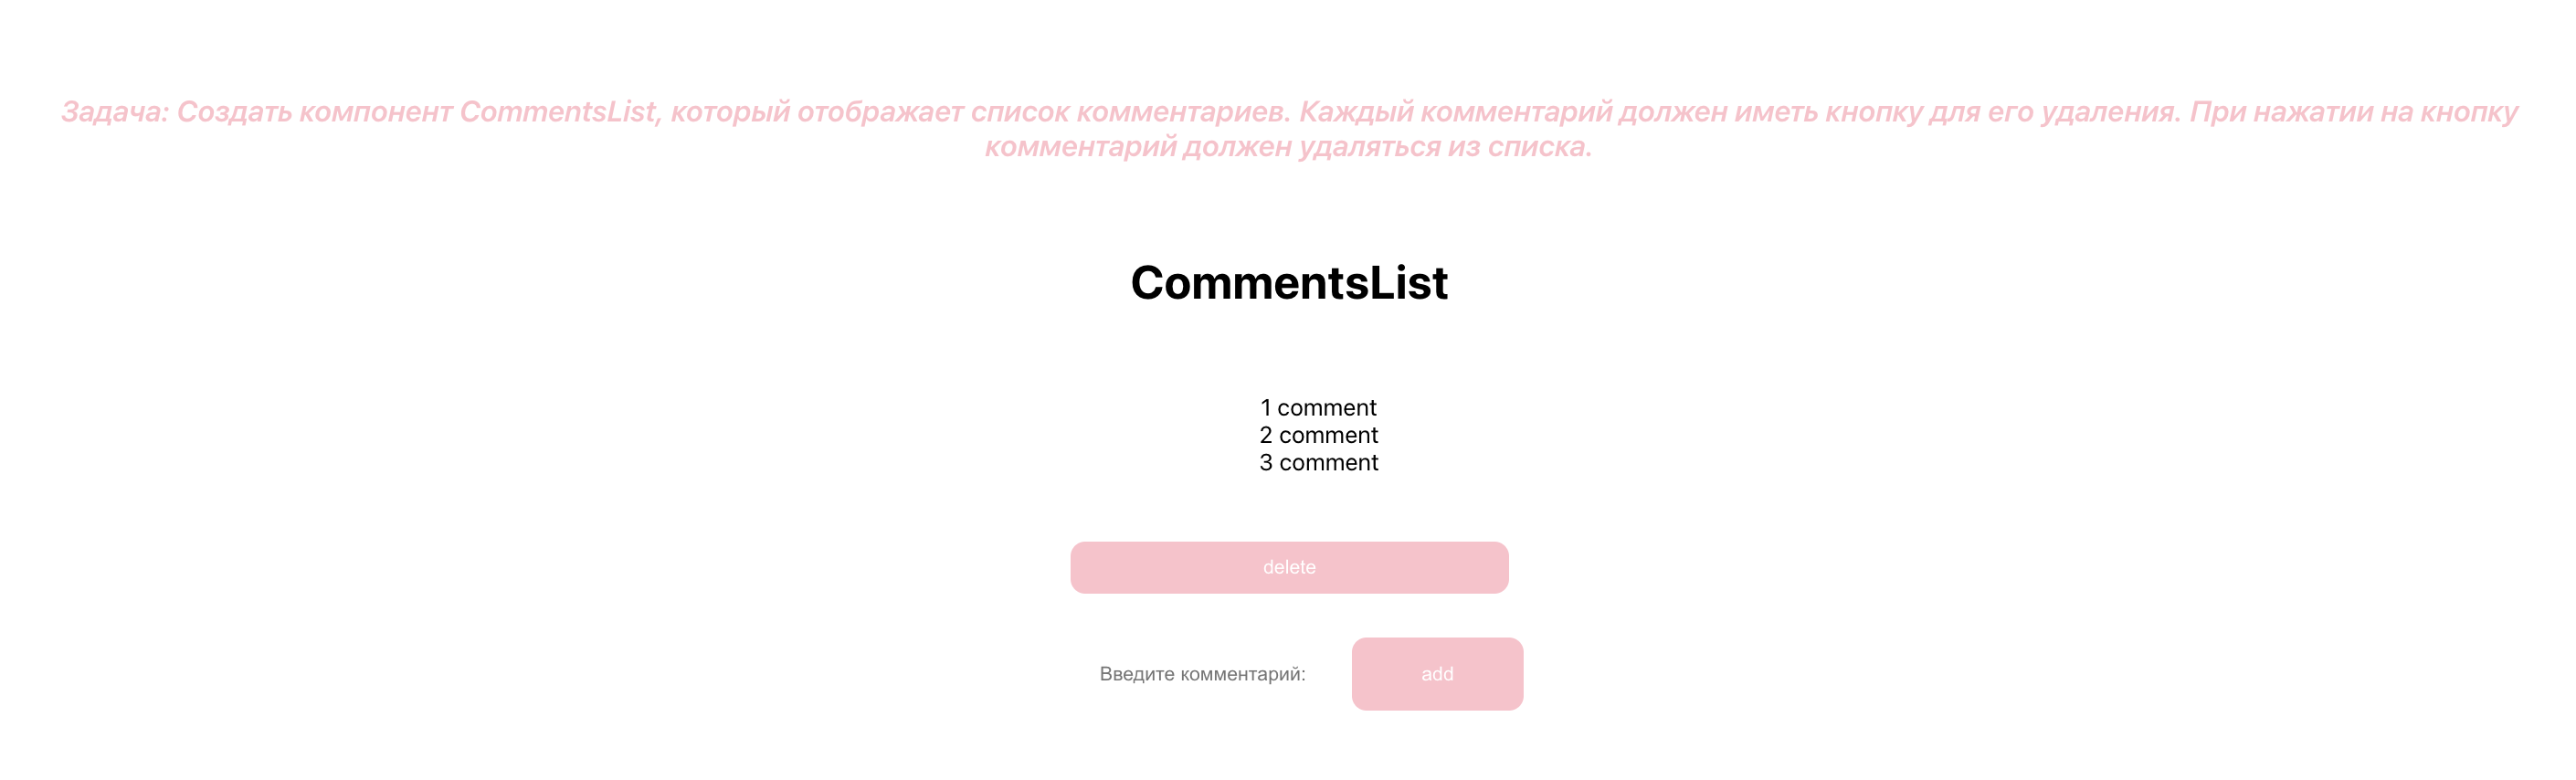 Задача: Создать компонент CommentsList, который отображает список комментариев. Каждый комментарий должен иметь кнопку для его удаления. При нажатии на кнопку
комментарий должен удаляться из списка.
CommentsList
1 comment
2 comment
3 comment
delete
Введите комментарий:
add